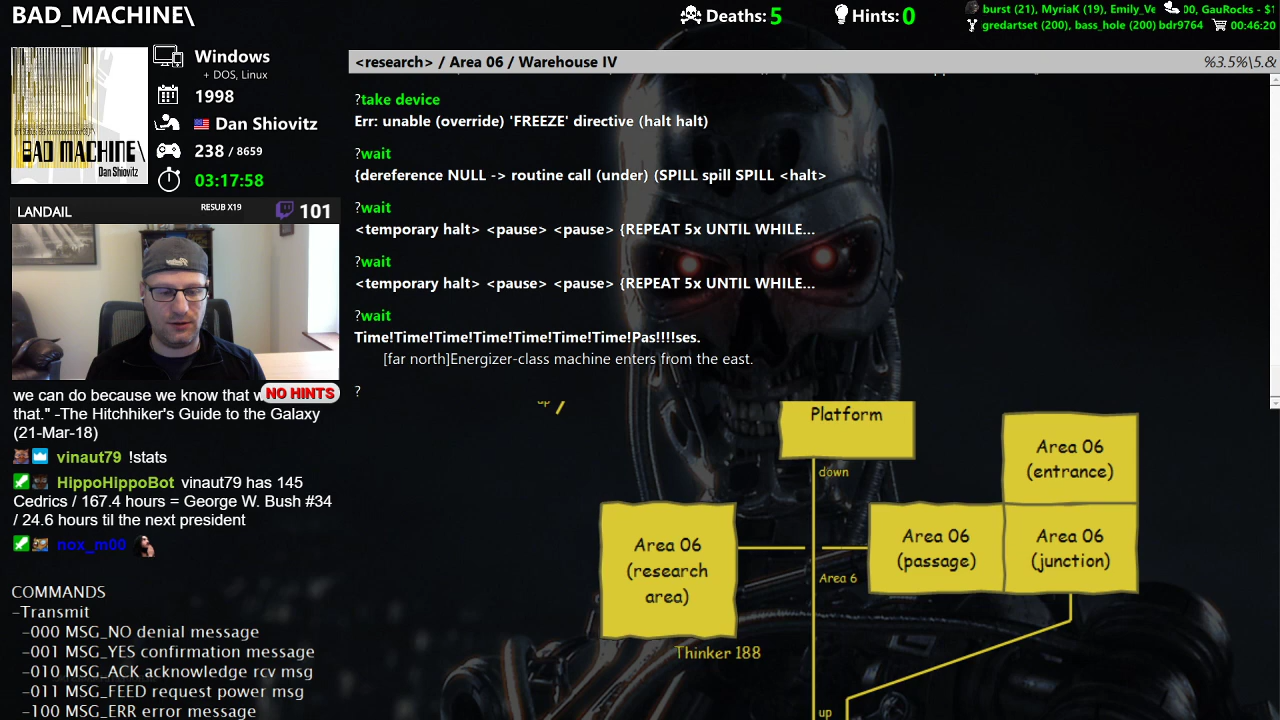 BAD_MACHINE\
Deaths: 5
Hints: 0
burst (21), MyriaK (19), Emily_Ve
00, GauRocks - $1
gredartset (200), bass_hole (200) bdr9764
00:46:20
Windows
+ DOS, Linux
1998
Dan Shiovitz
238 / 8659
03:17:58
BAD MACHINE\
Dan Shiovitz
LANDAIL
RESUB X19
101
NO HINTS
we can do because we know that w
that." -The Hitchhiker's Guide to the Galaxy
(21-Mar-18)
vinaut79 !stats
HippoHippoBot vinaut79 has 145
Cedrics / 167.4 hours = George W. Bush #34
/ 24.6 hours til the next president
nox_m00
COMMANDS
-Transmit
-000 MSG_NO denial message
-001 MSG_YES confirmation message
-010 MSG_ACK acknowledge rcv msg
-011 MSG_FEED request power msg
-100 MSG_ERR error message
<research> / Area 06 / Warehouse IV
%3.5%\5.8
?take device
Err: unable (override) 'FREEZE' directive (halt halt)
?wait
{dereference NULL -> routine call (under) (SPILL spill SPILL <halt>
?wait
<temporary halt> <pause> <pause> {REPEAT 5x UNTIL WHILE...
?wait
<temporary halt> <pause> <pause> {REPEAT 5x UNTIL WHILE...
?wait
Time!Time!Time!Time!Time!Time!Time!Pas!!!!ses.
[far north]Energizer-class machine enters from the east.
?
up
Platform
down
Area 06
(entrance)
Area 06
(research
area)
Area 6
Area 06
(passage)
Area 06
(junction)
Thinker 188
up